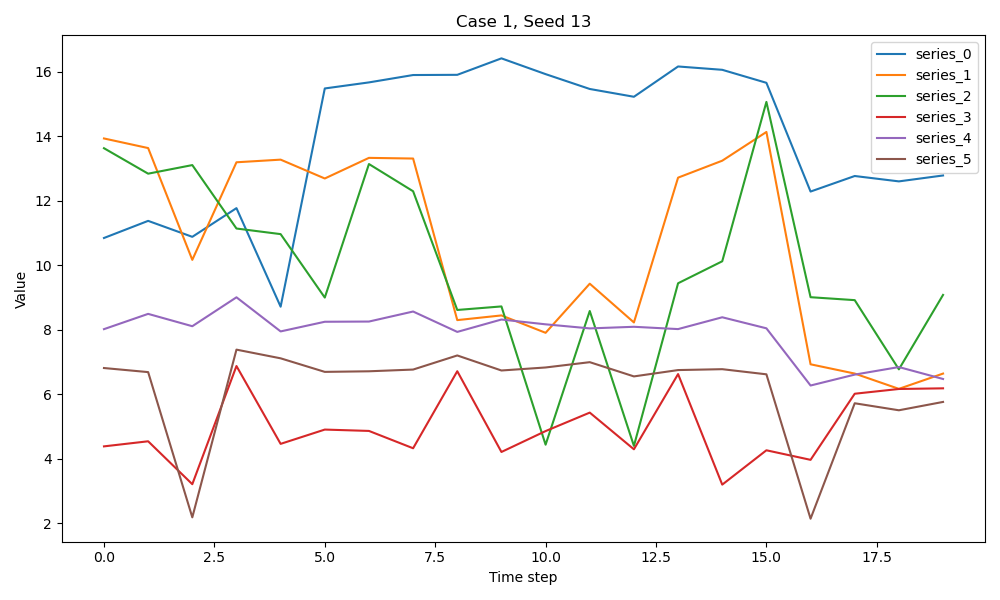 Case 1, Seed 13
Value
16
14
12
10
8
6
4
2
series_0
series_1
series_2
series_3
series_4
series_5
0.0 2.5 5.0 7.5 10.0 12.5 15.0 17.5
Time step